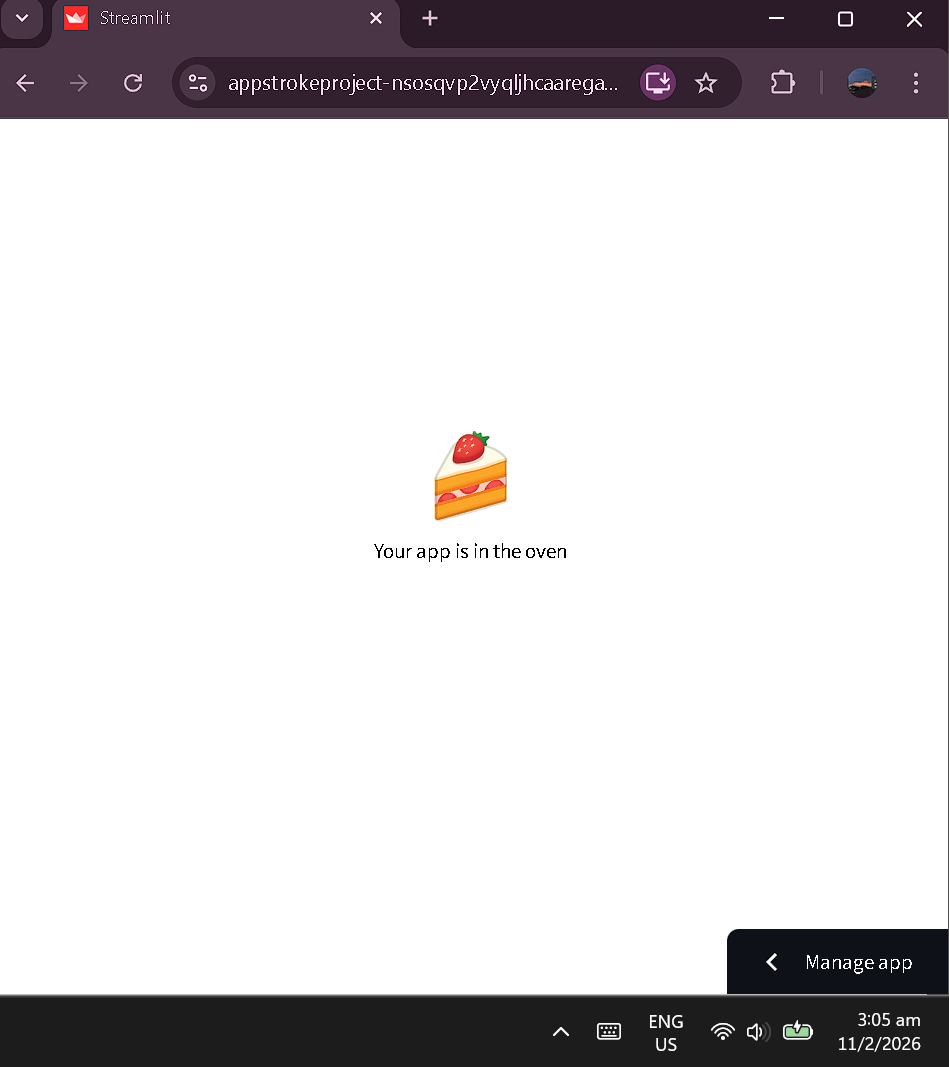 Streamlit
appstrokeproject-nsosqvp2vyqljhcaarega...
Your app is in the oven
Manage app
ENG
US
3:05 am
11/2/2026